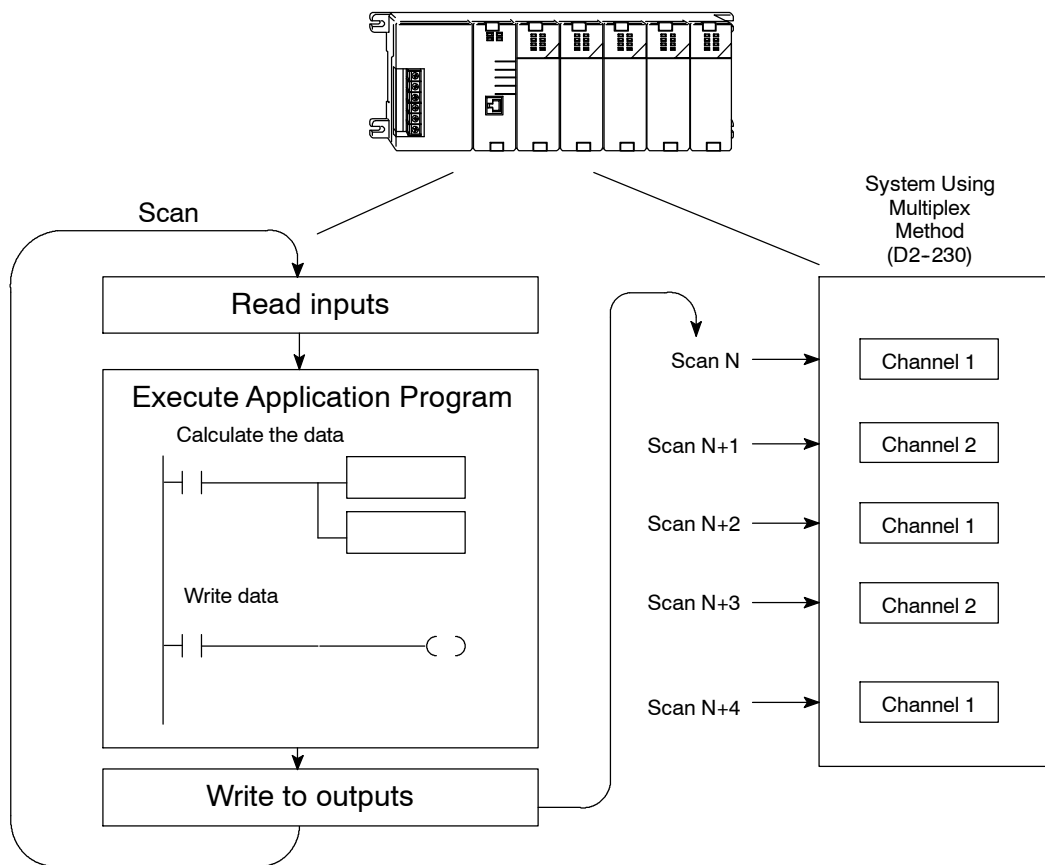 System Using
Multiplex
Method
(D2-230)
Scan
Read inputs
Execute Application Program
Calculate the data
Write data
Write to outputs
Scan N
Channel 1
Scan N+1
Channel 2
Scan N+2
Channel 1
Scan N+3
Channel 2
Scan N+4
Channel 1